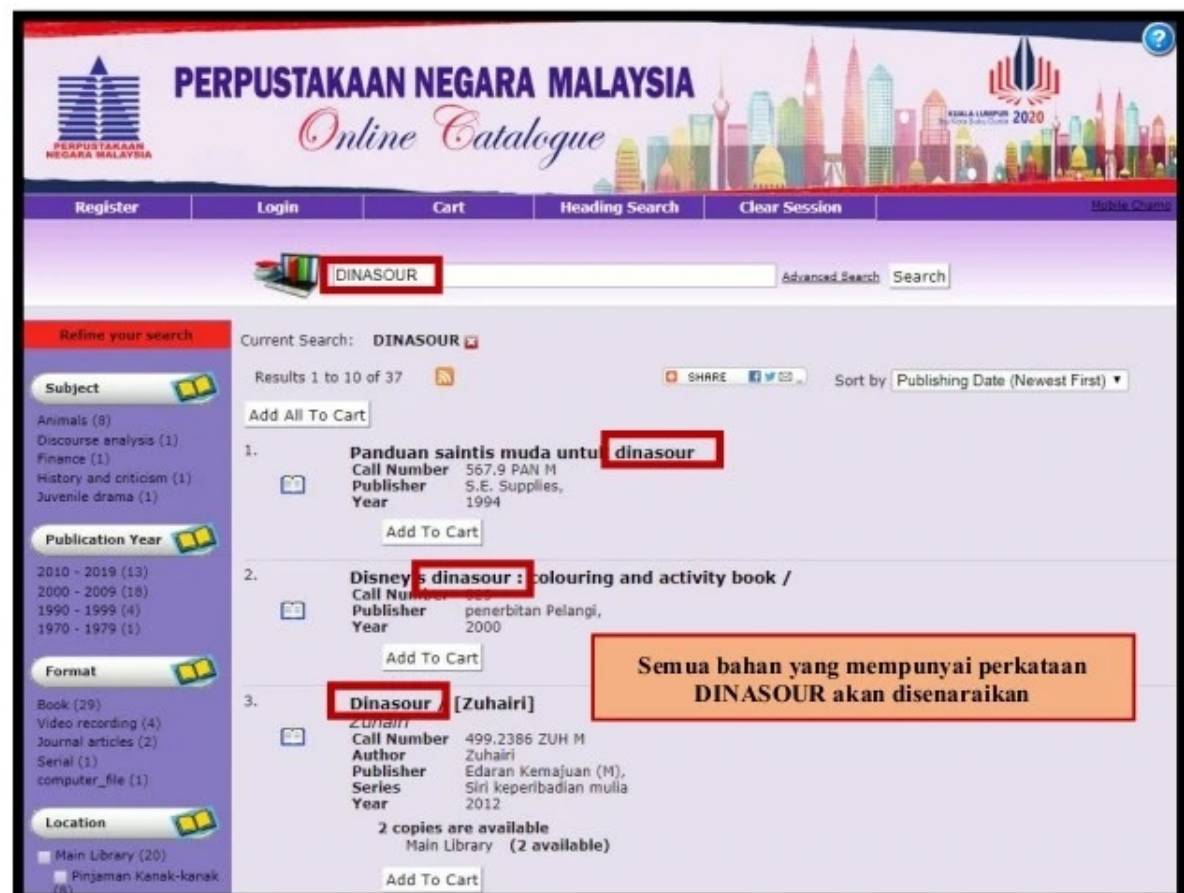 PERPUSTAKAAN NEGARA MALAYSIA
Online Catalogue
PERPUSTAKAAN
NEGARA MALAYSIA
KUALA LUMPUR 2020
?
Register Login Cart Heading Search Clear Session Mobile Chamo
DINASOUR Advanced Search Search
Refine your search
Subject
Animals (8)
Discourse analysis (1)
Finance (1)
History and criticism (1)
Juvenile drama (1)
Publication Year
2010 - 2019 (13)
2000 - 2009 (18)
1990 - 1999 (4)
1970 - 1979 (1)
Format
Book (29)
Video recording (4)
Journal articles (2)
Serial (1)
computer_file (1)
Location
Main Library (20)
Pinjaman Kanak-kanak
(8)
Current Search: DINASOUR
Results 1 to 10 of 37 SHARE Sort by Publishing Date (Newest First)
Add All To Cart
1. Panduan saintis muda untuk dinasour
Call Number 567.9 PAN M
Publisher S.E. Supplies,
Year 1994
Add To Cart
2. Disney's dinasour : colouring and activity book /
Call Number
Publisher penerbitan Pelangi,
Year 2000
Add To Cart
Semua bahan yang mempunyai perkataan
DINASOUR akan disenaraikan
3. Dinasour / [Zuhairi]
Zuhairi
Call Number 499.2386 ZUH M
Author Zuhairi
Publisher Edaran Kemajuan (M),
Series Siri keperibadian mulia
Year 2012
2 copies are available
Main Library (2 available)
Add To Cart